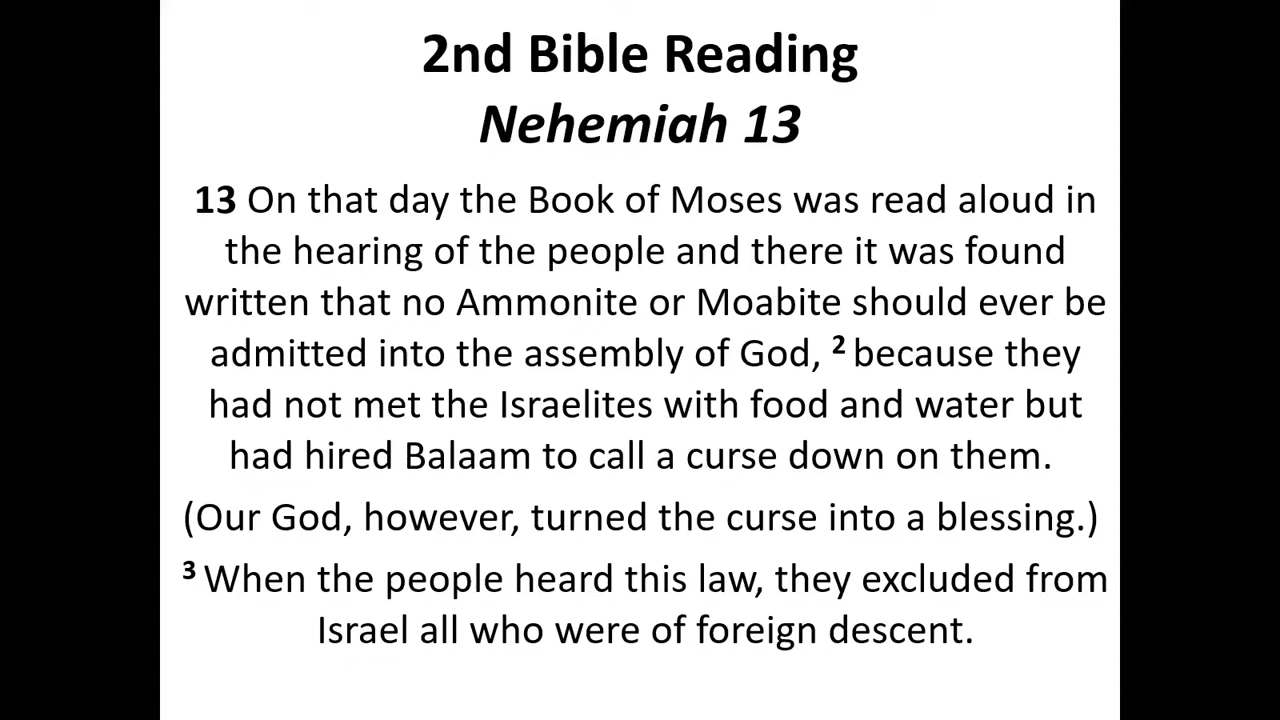 2nd Bible Reading
Nehemiah 13
13 On that day the Book of Moses was read aloud in
the hearing of the people and there it was found
written that no Ammonite or Moabite should ever be
admitted into the assembly of God, 2 because they
had not met the Israelites with food and water but
had hired Balaam to call a curse down on them.
(Our God, however, turned the curse into a blessing.)
3 When the people heard this law, they excluded from
Israel all who were of foreign descent.